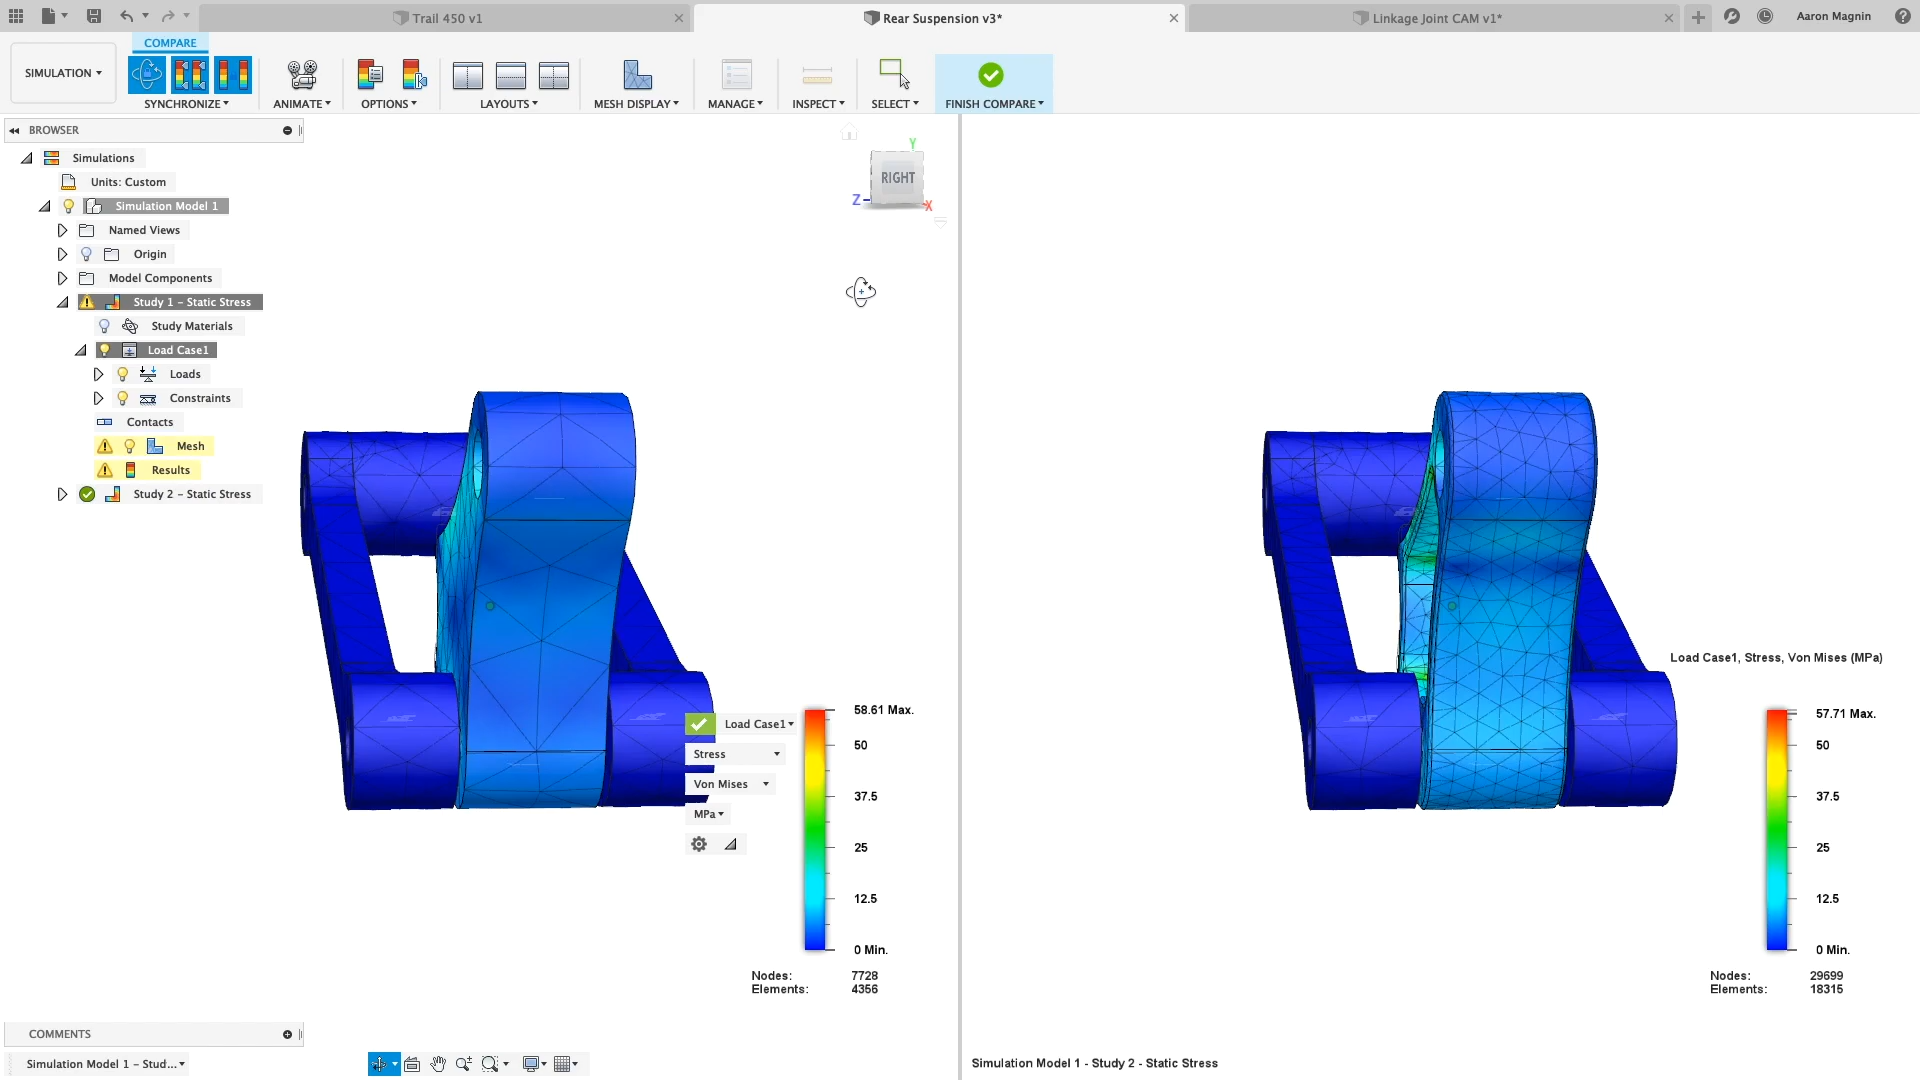 Trail 450 v1
Rear Suspension v3*
Linkage Joint CAM v1*
Aaron Magnin
COMPARE
SIMULATION
SYNCHRONIZE
ANIMATE
OPTIONS
LAYOUTS
MESH DISPLAY
MANAGE
INSPECT
SELECT
FINISH COMPARE
BROWSER
Simulations
Units: Custom
Simulation Model 1
Named Views
Origin
Model Components
Study 1 - Static Stress
Study Materials
Load Case1
Loads
Constraints
Contacts
Mesh
Results
Study 2 - Static Stress
Y
RIGHT
Z
X
Load Case1
Stress
Von Mises
MPa
58.61 Max.
50
37.5
25
12.5
0 Min.
Nodes: 7728
Elements: 4356
Load Case1, Stress, Von Mises (MPa)
57.71 Max.
50
37.5
25
12.5
0 Min.
Nodes: 29699
Elements: 18315
COMMENTS
Simulation Model 1 - Stud...
Simulation Model 1 - Study 2 - Static Stress